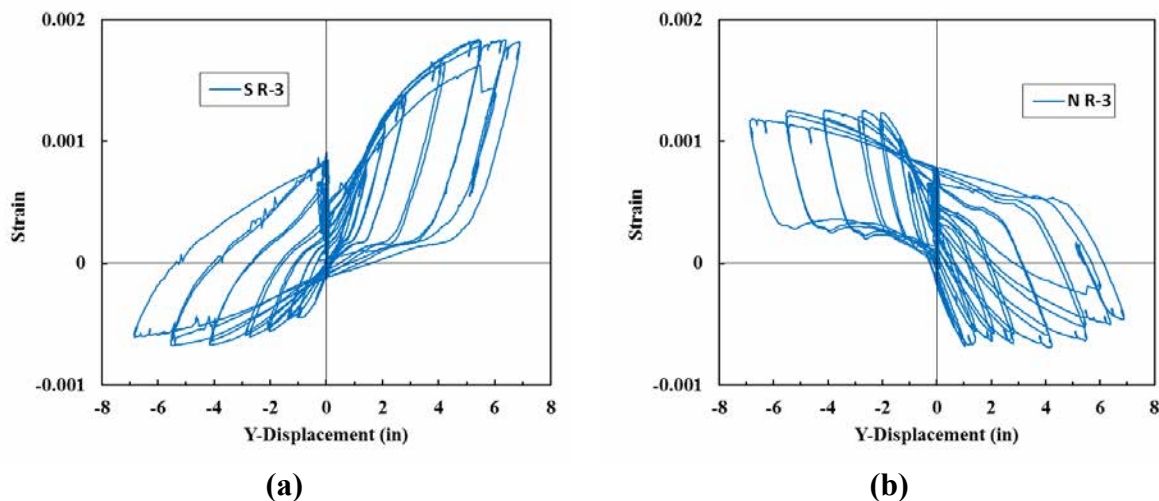 0.002
0.001
0
-0.001
Strain
S R-3
-8 -6 -4 -2 0 2 4 6 8
Y-Displacement (in)
(a)
0.002
0.001
0
-0.001
Strain
N R-3
-8 -6 -4 -2 0 2 4 6 8
Y-Displacement (in)
(b)